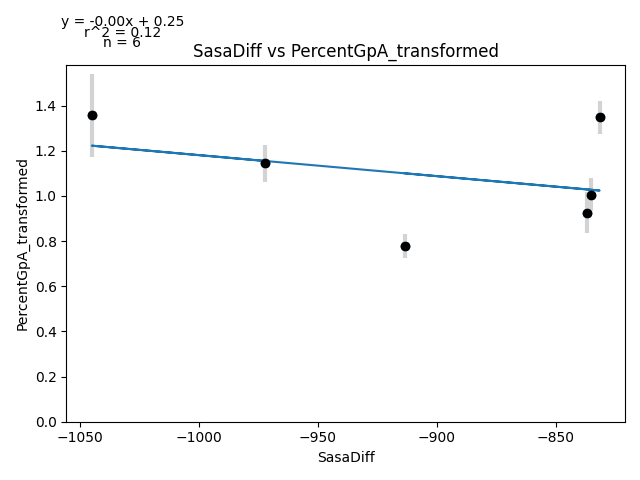 y = -0.00x + 0.25
r^2 = 0.12
n = 6
SasaDiff vs PercentGpA_transformed
PercentGpA_transformed
1.4
1.2
1.0
0.8
0.6
0.4
0.2
0.0
−1050 −1000 −950 −900 −850
SasaDiff